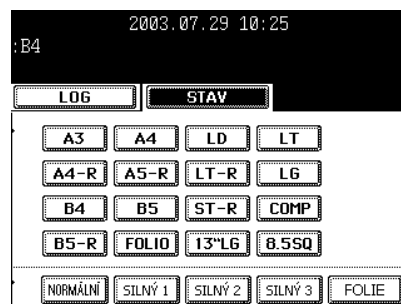 2003.07.29 10:25
:B4
LOG STAV
A3 A4 LD LT
A4-R A5-R LT-R LG
B4 B5 ST-R COMP
B5-R FOLIO 13"LG 8.5SQ
NORMÁLNÍ SILNÝ 1 SILNÝ 2 SILNÝ 3 FOLIE